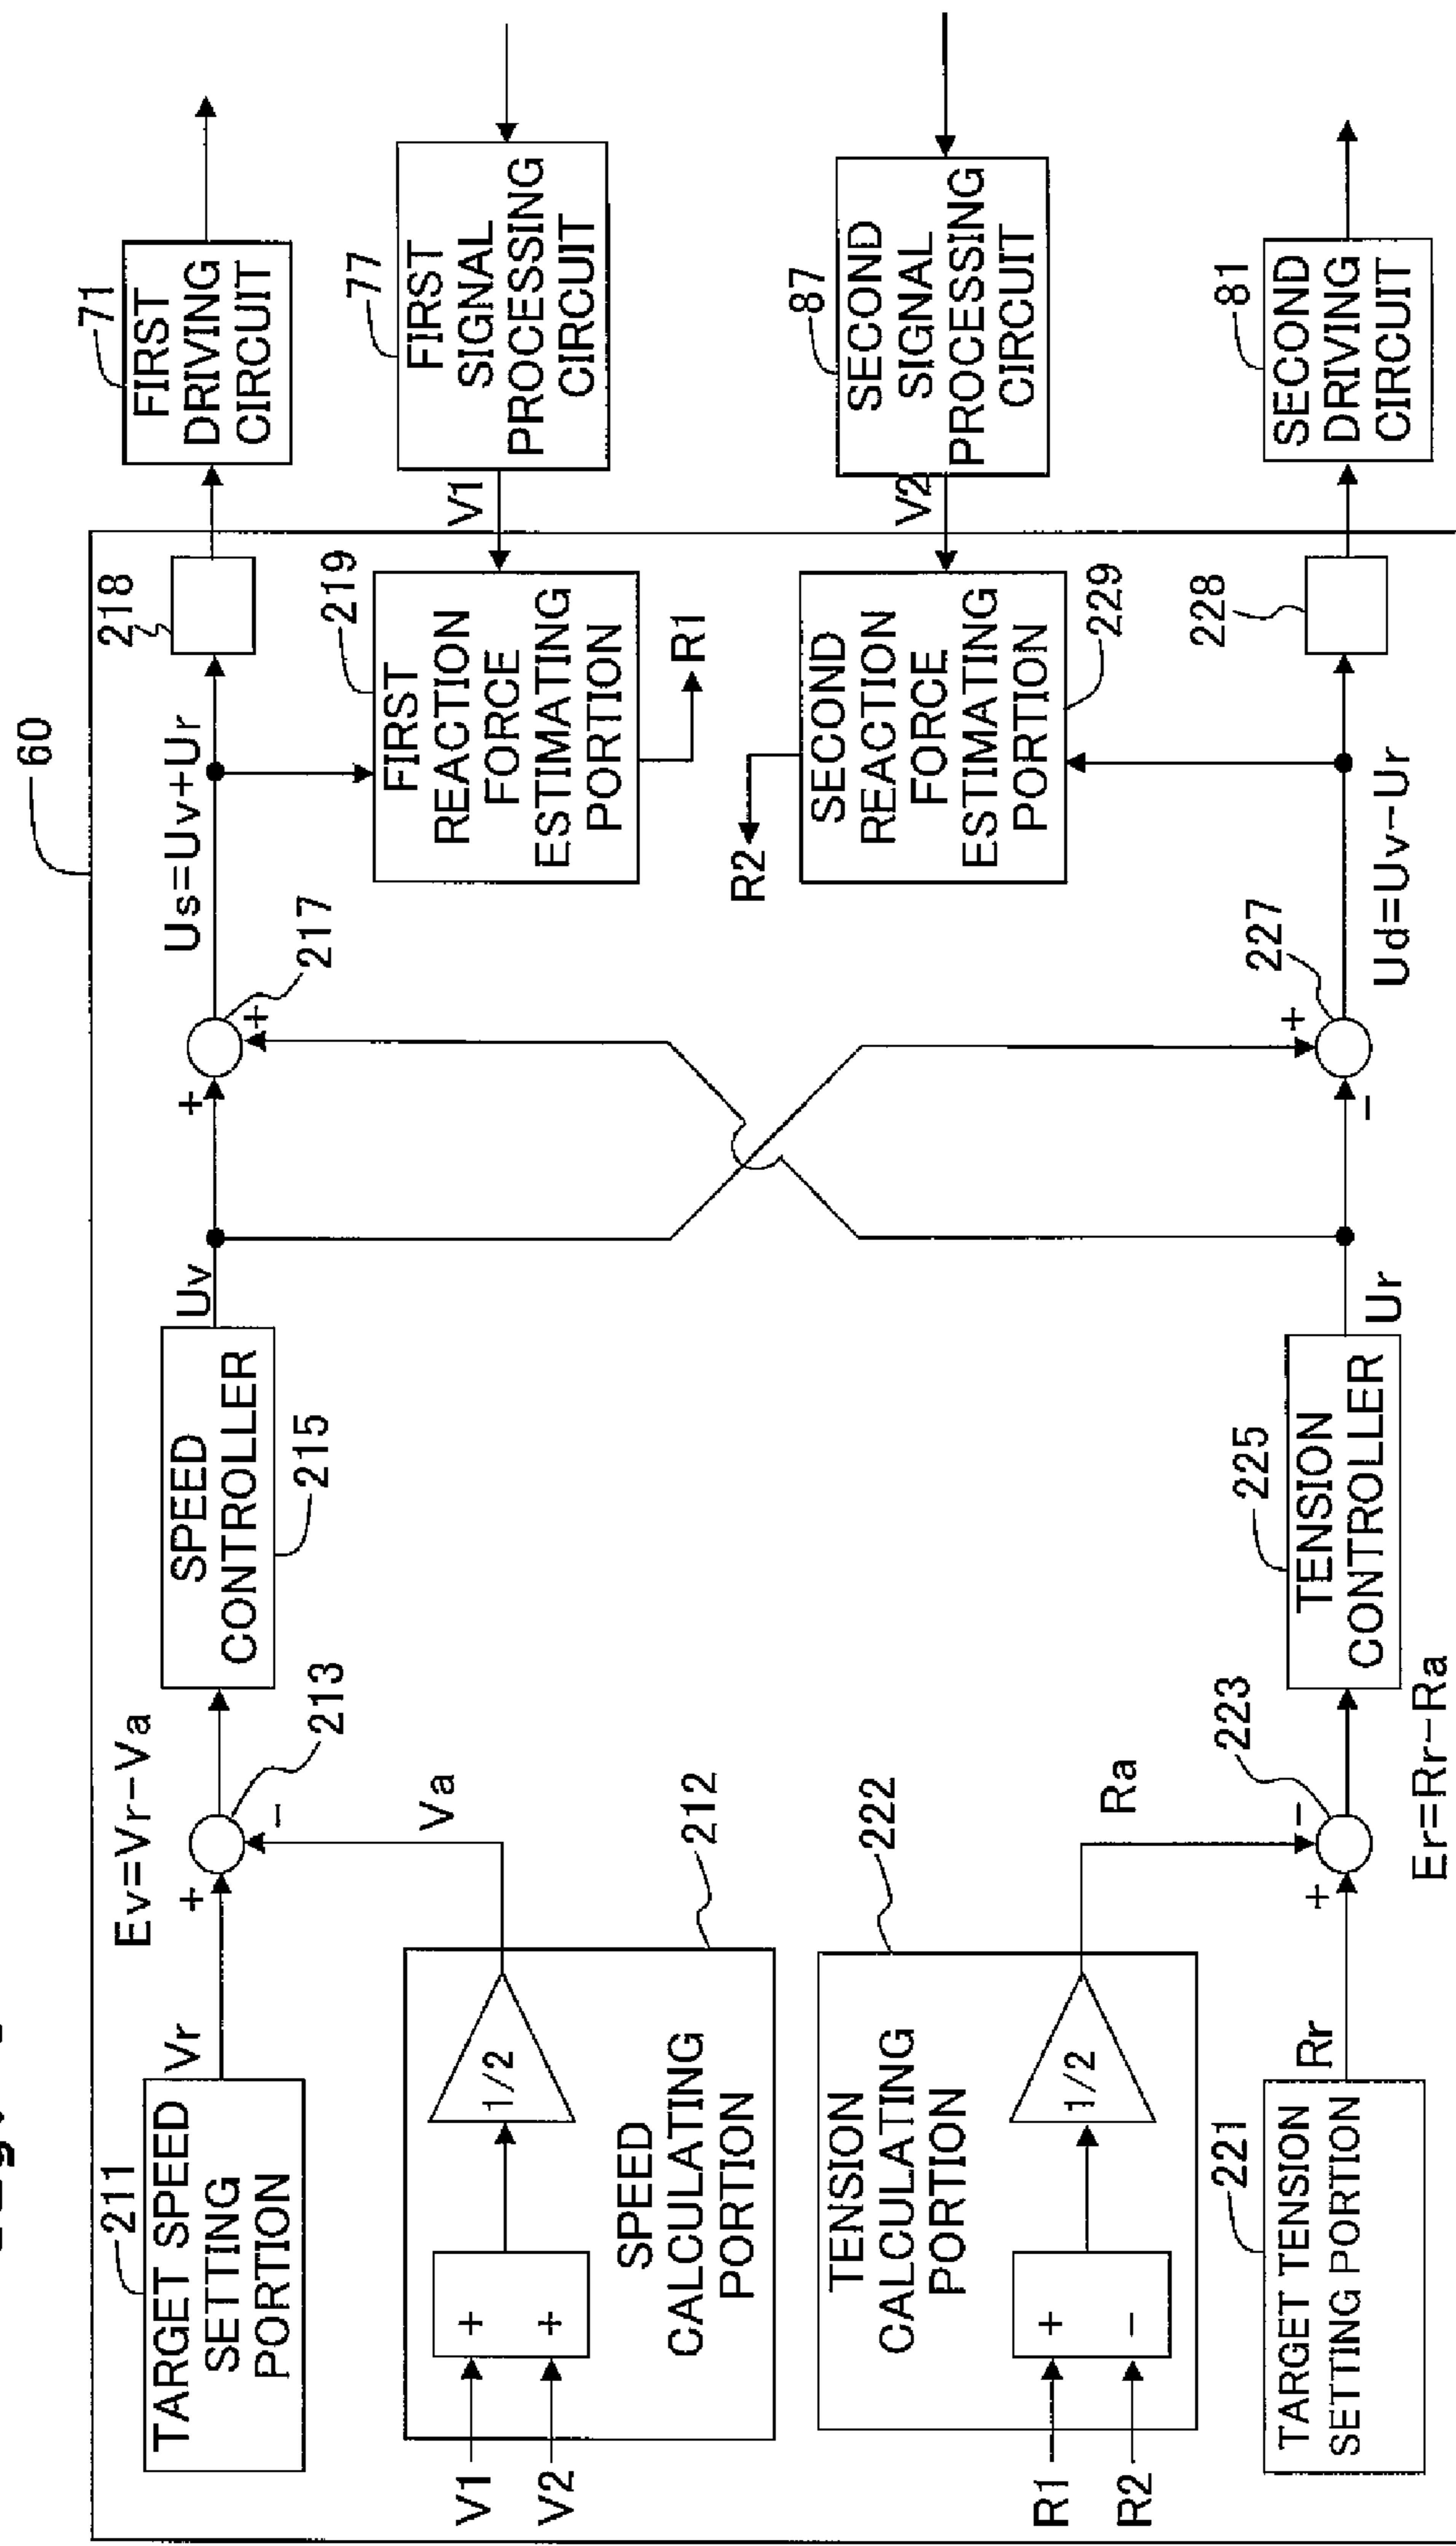 60
211
TARGET SPEED
SETTING
PORTION
Vr
+
-
Ev=Vr-Va
213
SPEED
CONTROLLER
215
Uv
+
+
217
Us=Uv+Ur
218
71
FIRST
DRIVING
CIRCUIT
V1
V2
+
+
1/2
SPEED
CALCULATING
PORTION
212
Va
219
FIRST
REACTION
FORCE
ESTIMATING
PORTION
R1
V1
77
FIRST
SIGNAL
PROCESSING
CIRCUIT
TENSION
CALCULATING
PORTION
R1
R2
+
-
1/2
222
Ra
R2
SECOND
REACTION
FORCE
ESTIMATING
PORTION
229
V2
87
SECOND
SIGNAL
PROCESSING
CIRCUIT
221
TARGET TENSION
SETTING PORTION
Rr
+
-
223
Er=Rr-Ra
225
TENSION
CONTROLLER
Ur
-
+
227
Ud=Uv-Ur
228
81
SECOND
DRIVING
CIRCUIT